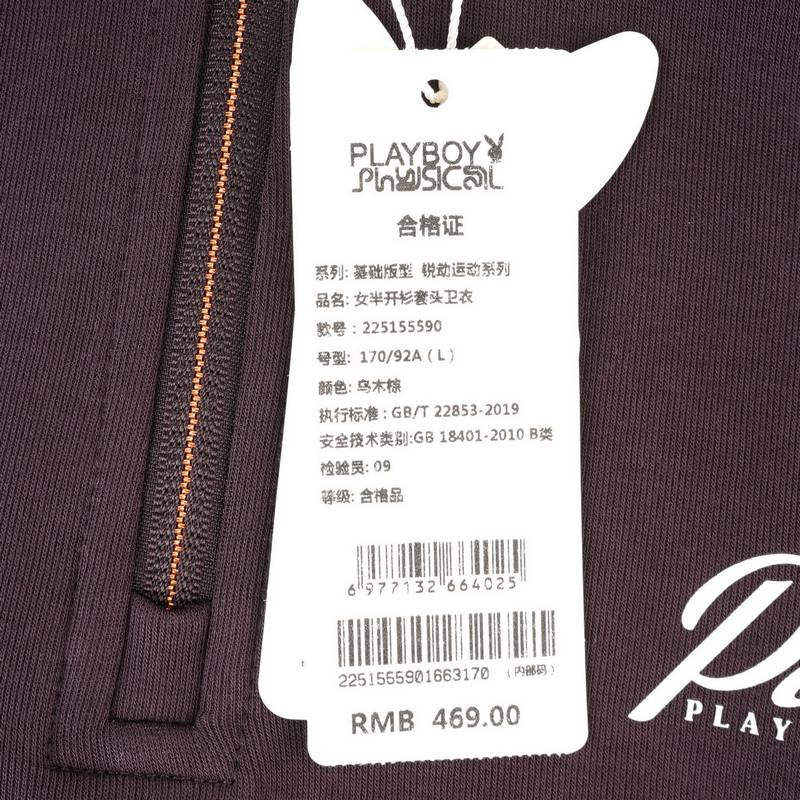 PLAYBOY
PhYSICAL
合格证
系列: 基础版型 锐动运动系列
品名: 女半开衫套头卫衣
款号：225155590
号型: 170/92A（L）
颜色: 乌木棕
执行标准：GB/T 22853-2019
安全技术类别:GB 18401-2010 B类
检验员: 09
等级: 合格品
6 977132 664025
2251555901663170 （内部码）
RMB 469.00
PLAY